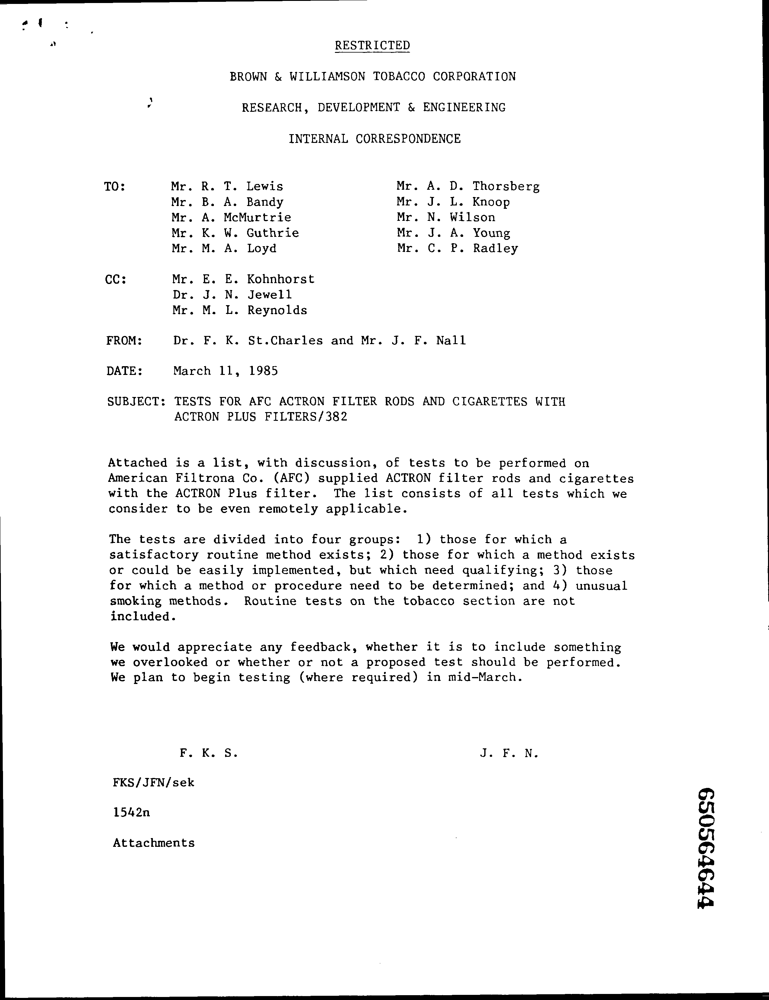 RESTRICTED
BROWN & WILLIAMSON TOBACCO CORPORATION
RESEARCH, DEVELOPMENT & ENGINEERING
INTERNAL CORRESPONDENCE
TO: Mr. R. T. Lewis Mr. A. D. Thorsberg
Mr. B. A. Bandy Mr. J. L. Knoop
Mr. A. McMurtrie Mr. N. Wilson
Mr. K. W. Guthrie Mr. J. A. Young
Mr. M. A. Loyd Mr. C. P. Radley
CC: Mr. E. E. Kohnhorst
Dr. J. N. Jewell
Mr. M. L. Reynolds
FROM: Dr. F. K. St.Charles and Mr. J. F. Nall
DATE: March 11, 1985
SUBJECT: TESTS FOR AFC ACTRON FILTER RODS AND CIGARETTES WITH
ACTRON PLUS FILTERS/382
Attached is a list, with discussion, of tests to be performed on
American Filtrona Co. (AFC) supplied ACTRON filter rods and cigarettes
with the ACTRON Plus filter. The list consists of all tests which we
consider to be even remotely applicable.
The tests are divided into four groups: 1) those for which a
satisfactory routine method exists; 2) those for which a method exists
or could be easily implemented, but which need qualifying; 3) those
for which a method or procedure need to be determined; and 4) unusual
smoking methods. Routine tests on the tobacco section are not
included.
We would appreciate any feedback, whether it is to include something
we overlooked or whether or not a proposed test should be performed.
We plan to begin testing (where required) in mid-March.
F. K. S. J. F. N.
FKS/JFN/sek
1542n
Attachments
650564644